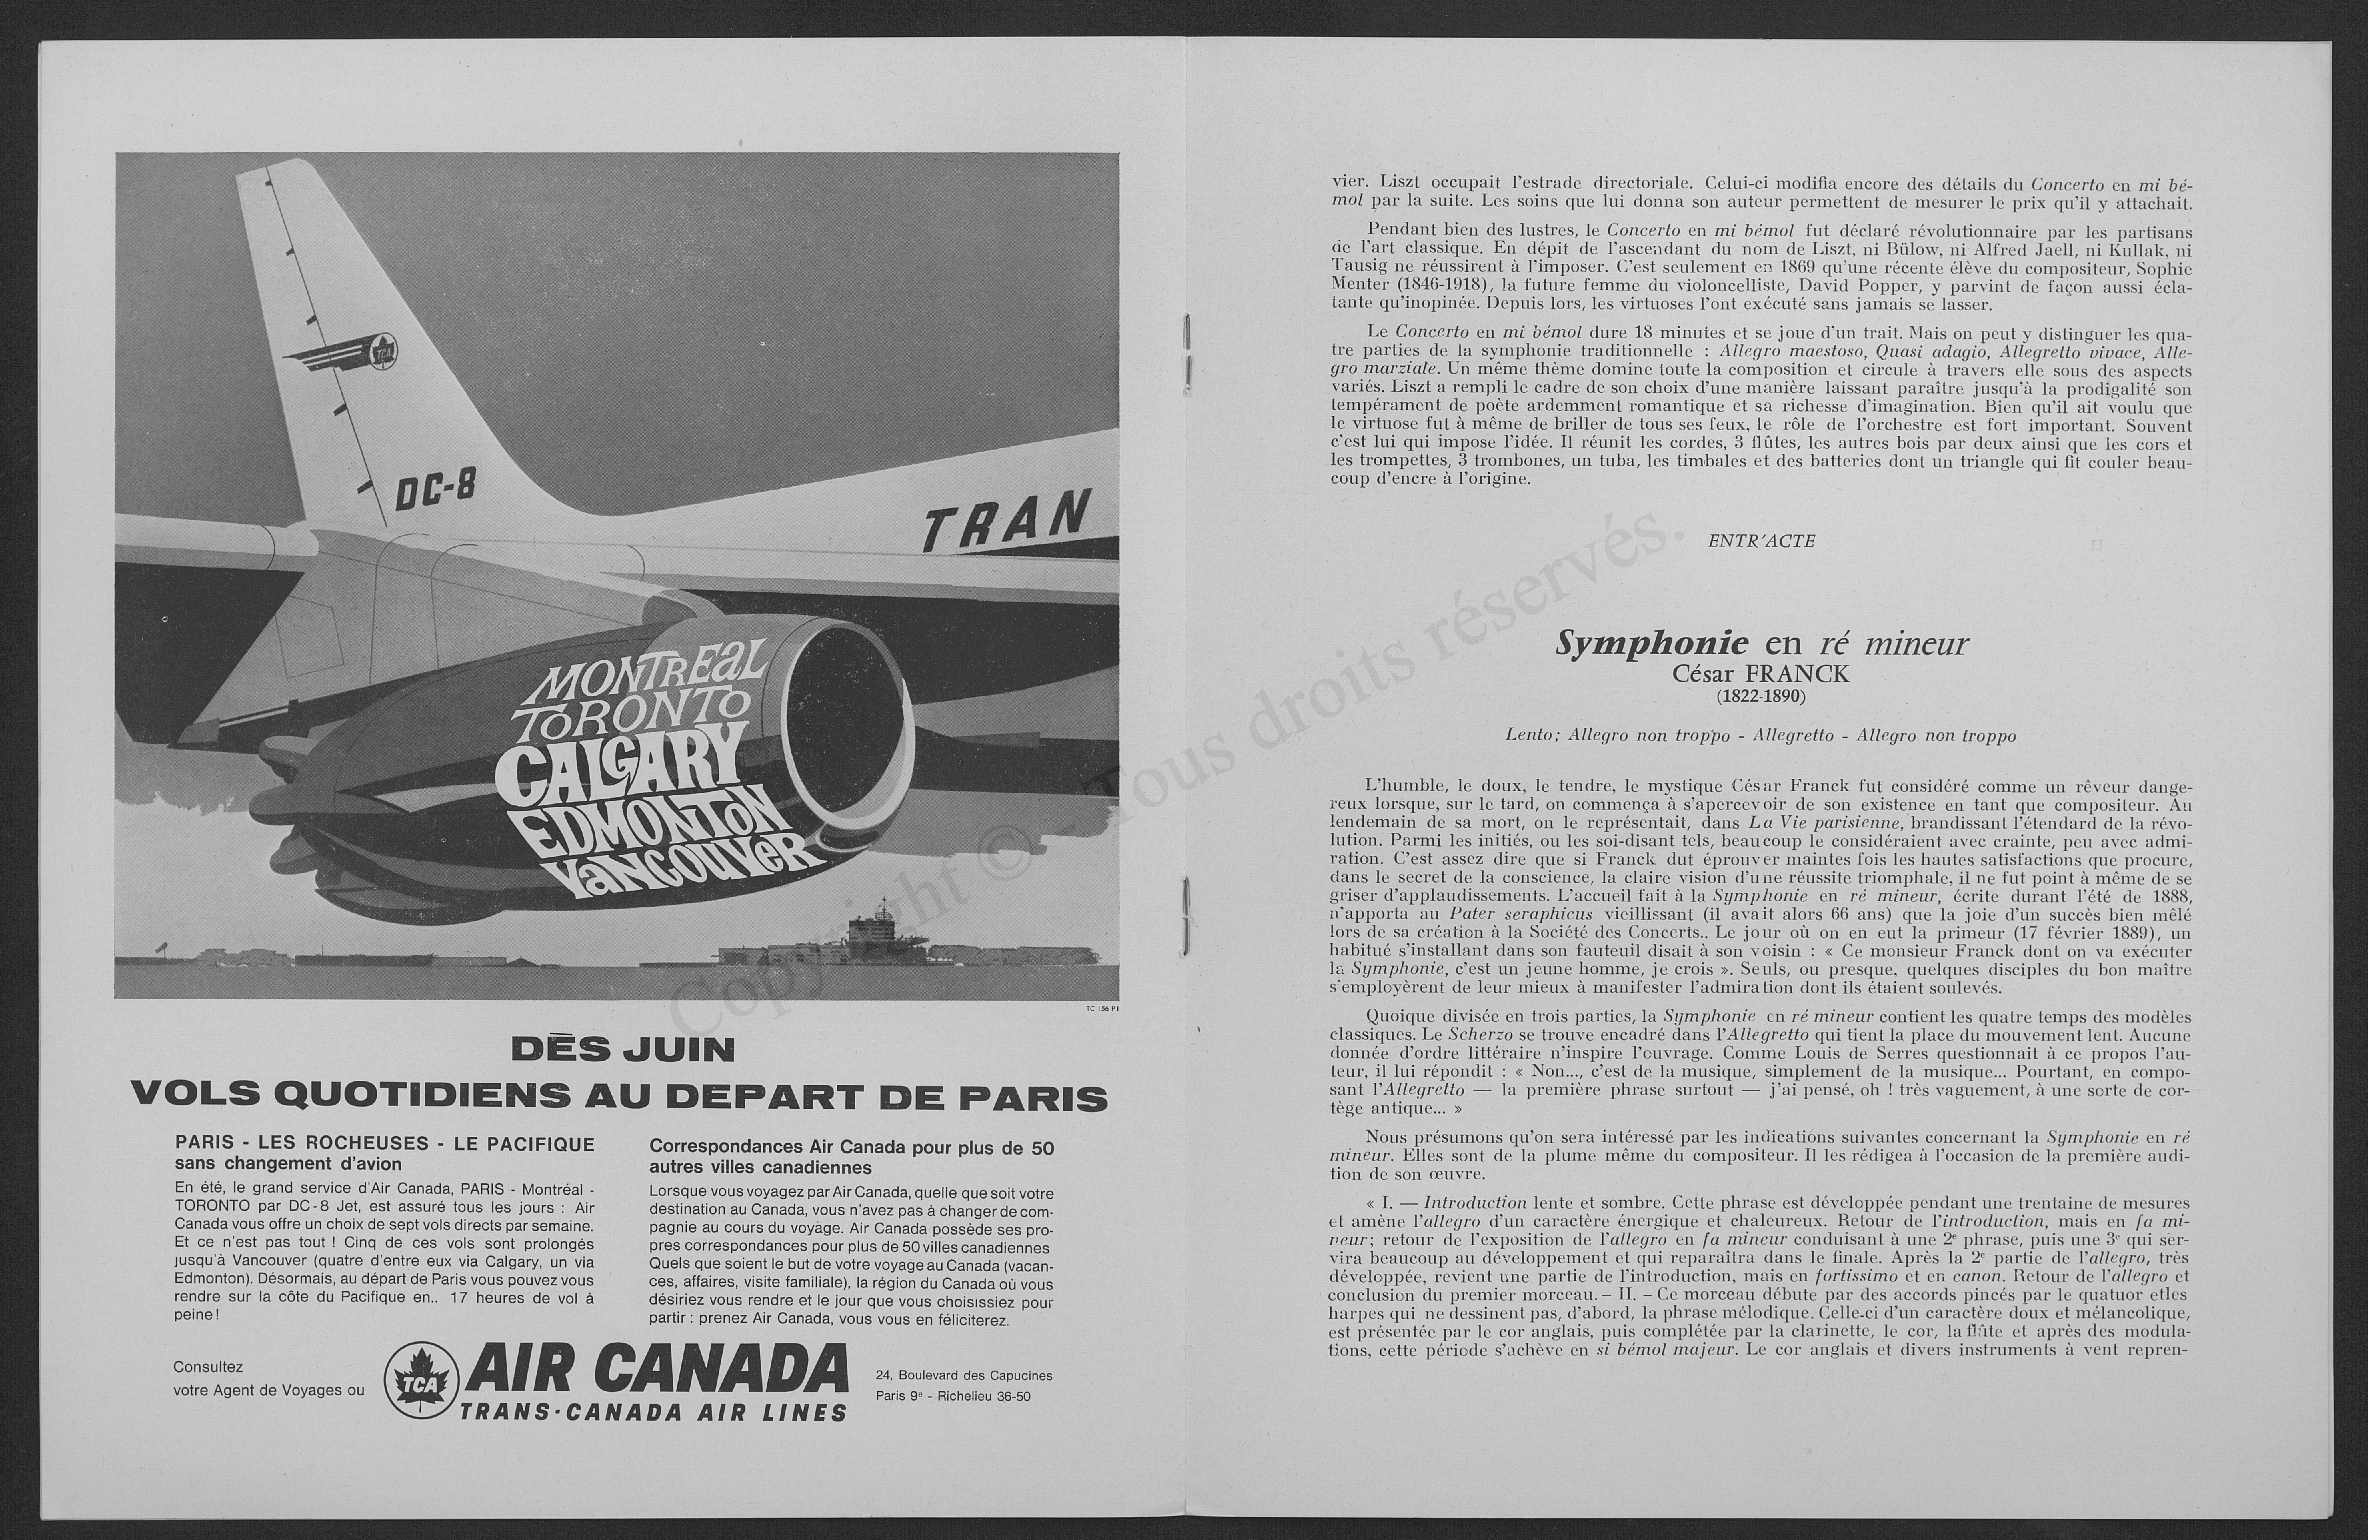 TCA
DC-8
TRAN
MONTREAL
TORONTO
CALGARY
EDMONTON
VANCOUVER
TC 156 P1
DÈS JUIN
VOLS QUOTIDIENS AU DEPART DE PARIS
PARIS - LES ROCHEUSES - LE PACIFIQUE
sans changement d'avion
En été, le grand service d'Air Canada, PARIS - Montréal -
TORONTO par DC-8 Jet, est assuré tous les jours : Air
Canada vous offre un choix de sept vols directs par semaine.
Et ce n'est pas tout ! Cinq de ces vols sont prolongés
jusqu'à Vancouver (quatre d'entre eux via Calgary, un via
Edmonton). Désormais, au départ de Paris vous pouvez vous
rendre sur la côte du Pacifique en.. 17 heures de vol à
peine !
Correspondances Air Canada pour plus de 50
autres villes canadiennes
Lorsque vous voyagez par Air Canada, quelle que soit votre
destination au Canada, vous n'avez pas à changer de com-
pagnie au cours du voyage. Air Canada possède ses pro-
pres correspondances pour plus de 50 villes canadiennes
Quels que soient le but de votre voyage au Canada (vacan-
ces, affaires, visite familiale), la région du Canada où vous
désiriez vous rendre et le jour que vous choisissiez pour
partir : prenez Air Canada, vous vous en féliciterez.
Consultez
votre Agent de Voyages ou
TCA
AIR CANADA
TRANS-CANADA AIR LINES
24, Boulevard des Capucines
Paris 9e - Richelieu 36-50
vier. Liszt occupait l'estrade directoriale. Celui-ci modifia encore des détails du Concerto en mi bé-
mol par la suite. Les soins que lui donna son auteur permettent de mesurer le prix qu'il y attachait.
Pendant bien des lustres, le Concerto en mi bémol fut déclaré révolutionnaire par les partisans
de l'art classique. En dépit de l'ascendant du nom de Liszt, ni Bülow, ni Alfred Jaell, ni Kullak, ni
Tausig ne réussirent à l'imposer. C'est seulement en 1869 qu'une récente élève du compositeur, Sophie
Menter (1846-1918), la future femme du violoncelliste, David Popper, y parvint de façon aussi écla-
tante qu'inopinée. Depuis lors, les virtuoses l'ont exécuté sans jamais se lasser.
Le Concerto en mi bémol dure 18 minutes et se joue d'un trait. Mais on peut y distinguer les qua-
tre parties de la symphonie traditionnelle : Allegro maestoso, Quasi adagio, Allegretto vivace, Alle-
gro marziale. Un même thème domine toute la composition et circule à travers elle sous des aspects
variés. Liszt a rempli le cadre de son choix d'une manière laissant paraître jusqu'à la prodigalité son
tempérament de poète ardemment romantique et sa richesse d'imagination. Bien qu'il ait voulu que
le virtuose fut à même de briller de tous ses feux, le rôle de l'orchestre est fort important. Souvent
c'est lui qui impose l'idée. Il réunit les cordes, 3 flûtes, les autres bois par deux ainsi que les cors et
les trompettes, 3 trombones, un tuba, les timbales et des batteries dont un triangle qui fit couler beau-
coup d'encre à l'origine.
ENTR'ACTE
Symphonie en ré mineur
César FRANCK
(1822-1890)
Lento; Allegro non troppo - Allegretto - Allegro non troppo
L'humble, le doux, le tendre, le mystique César Franck fut considéré comme un rêveur dange-
reux lorsque, sur le tard, on commença à s'apercevoir de son existence en tant que compositeur. Au
lendemain de sa mort, on le représentait, dans La Vie parisienne, brandissant l'étendard de la révo-
lution. Parmi les initiés, ou les soi-disant tels, beaucoup le considéraient avec crainte, peu avec admi-
ration. C'est assez dire que si Franck dut éprouver maintes fois les hautes satisfactions que procure,
dans le secret de la conscience, la claire vision d'une réussite triomphale, il ne fut point à même de se
griser d'applaudissements. L'accueil fait à la Symphonie en ré mineur, écrite durant l'été de 1888,
n'apporta au Pater seraphicus vieillissant (il avait alors 66 ans) que la joie d'un succès bien mêlé
lors de sa création à la Société des Concerts.. Le jour où on en eut la primeur (17 février 1889), un
habitué s'installant dans son fauteuil disait à son voisin : « Ce monsieur Franck dont on va exécuter
la Symphonie, c'est un jeune homme, je crois ». Seuls, ou presque, quelques disciples du bon maître
s'employèrent de leur mieux à manifester l'admiration dont ils étaient soulevés.
Quoique divisée en trois parties, la Symphonie en ré mineur contient les quatre temps des modèles
classiques. Le Scherzo se trouve encadré dans l'Allegretto qui tient la place du mouvement lent. Aucune
donnée d'ordre littéraire n'inspire l'ouvrage. Comme Louis de Serres questionnait à ce propos l'au-
teur, il lui répondit : « Non..., c'est de la musique, simplement de la musique... Pourtant, en compo-
sant l'Allegretto — la première phrase surtout — j'ai pensé, oh ! très vaguement, à une sorte de cor-
tège antique... »
Nous présumons qu'on sera intéressé par les indications suivantes concernant la Symphonie en ré
mineur. Elles sont de la plume même du compositeur. Il les rédigea à l'occasion de la première audi-
tion de son œuvre.
« I. — Introduction lente et sombre. Cette phrase est développée pendant une trentaine de mesures
et amène l'allegro d'un caractère énergique et chaleureux. Retour de l'introduction, mais en fa mi-
neur; retour de l'exposition de l'allegro en fa mineur conduisant à une 2e phrase, puis une 3e qui ser-
vira beaucoup au développement et qui reparaîtra dans le finale. Après la 2e partie de l'allegro, très
développée, revient une partie de l'introduction, mais en fortissimo et en canon. Retour de l'allegro et
conclusion du premier morceau. – II. – Ce morceau débute par des accords pincés par le quatuor et les
harpes qui ne dessinent pas, d'abord, la phrase mélodique. Celle-ci d'un caractère doux et mélancolique,
est présentée par le cor anglais, puis complétée par la clarinette, le cor, la flûte et après des modula-
tions, cette période s'achève en si bémol majeur. Le cor anglais et divers instruments à vent repren-
Copyright © - Tous droits réservés.